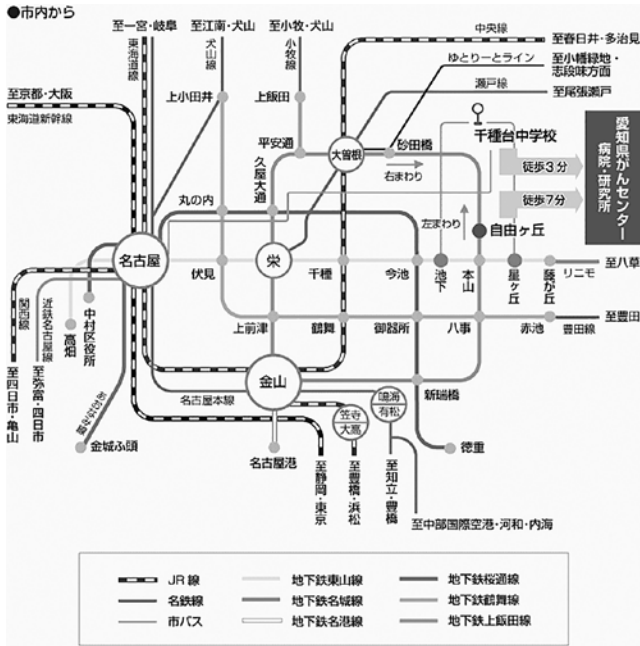 ●市内から
至一宮・岐阜
至江南・犬山
至小牧・犬山
中央線
至春日井・多治見
東海道線
犬山線
小牧線
ゆとりーとライン
至小幡緑地・
志段味方面
瀬戸線
至尾張瀬戸
至京都・大阪
東海道新幹線
上小田井
上飯田
平安通
大曽根
砂田橋
千種台中学校
右まわり
徒歩3分
愛知県がんセンター
病院・研究所
久屋大通
丸の内
左まわり
徒歩7分
自由ヶ丘
名古屋
伏見
栄
千種
今池
池下
本山
星ヶ丘
藤が丘
リニモ
至八草
関西線
近鉄名古屋線
高畑
中村区役所
上前津
鶴舞
御器所
八事
赤池
豊田線
至豊田
至四日市・亀山
至弥富・四日市
あおなみ線
金山
新瑞橋
名古屋本線
鳴海
有松
笠寺
大高
金城ふ頭
名古屋港
徳重
至静岡・東京
至豊橋・浜松
至知立・豊橋
至中部国際空港・河和・内海
JR線
地下鉄東山線
地下鉄桜通線
名鉄線
地下鉄名城線
地下鉄鶴舞線
市バス
地下鉄名港線
地下鉄上飯田線